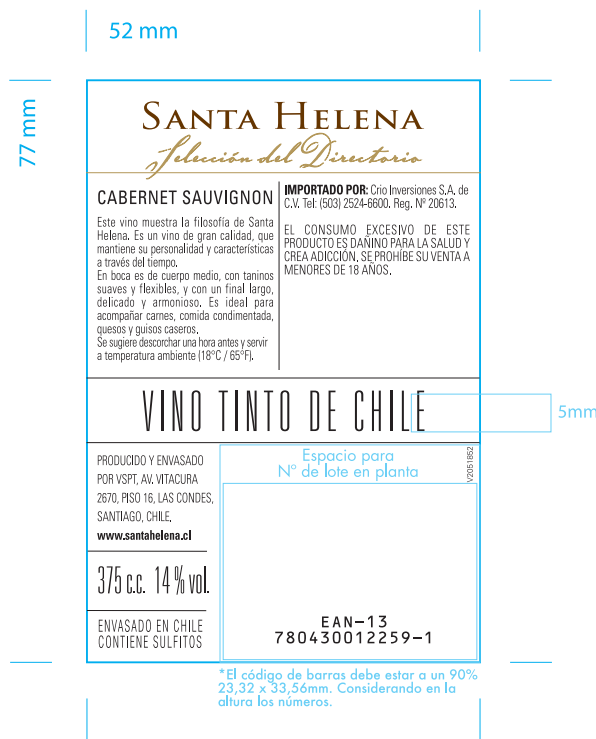 52 mm
77 mm
SANTA HELENA
Selección del Directorio
CABERNET SAUVIGNON
Este vino muestra la filosofía de Santa
Helena. Es un vino de gran calidad, que
mantiene su personalidad y características
a través del tiempo.
En boca es de cuerpo medio, con taninos
suaves y flexibles, y con un final largo,
delicado y armonioso. Es ideal para
acompañar carnes, comida condimentada,
quesos y guisos caseros.
Se sugiere descorchar una hora antes y servir
a temperatura ambiente (18°C / 65°F).
IMPORTADO POR: Crio Inversiones S.A. de
C.V. Tel: (503) 2524-6600. Reg. Nº 20613.
EL CONSUMO EXCESIVO DE ESTE
PRODUCTO ES DAÑINO PARA LA SALUD Y
CREA ADICCIÓN. SE PROHÍBE SU VENTA A
MENORES DE 18 AÑOS.
VINO TINTO DE CHILE
5mm
PRODUCIDO Y ENVASADO
POR VSPT, AV. VITACURA
2670, PISO 16, LAS CONDES,
SANTIAGO, CHILE.
www.santahelena.cl
375 c.c. 14% vol.
ENVASADO EN CHILE
CONTIENE SULFITOS
Espacio para
Nº de lote en planta
V2051852
EAN-13
780430012259-1
*El código de barras debe estar a un 90%
23,32 x 33,56mm. Considerando en la
altura los números.